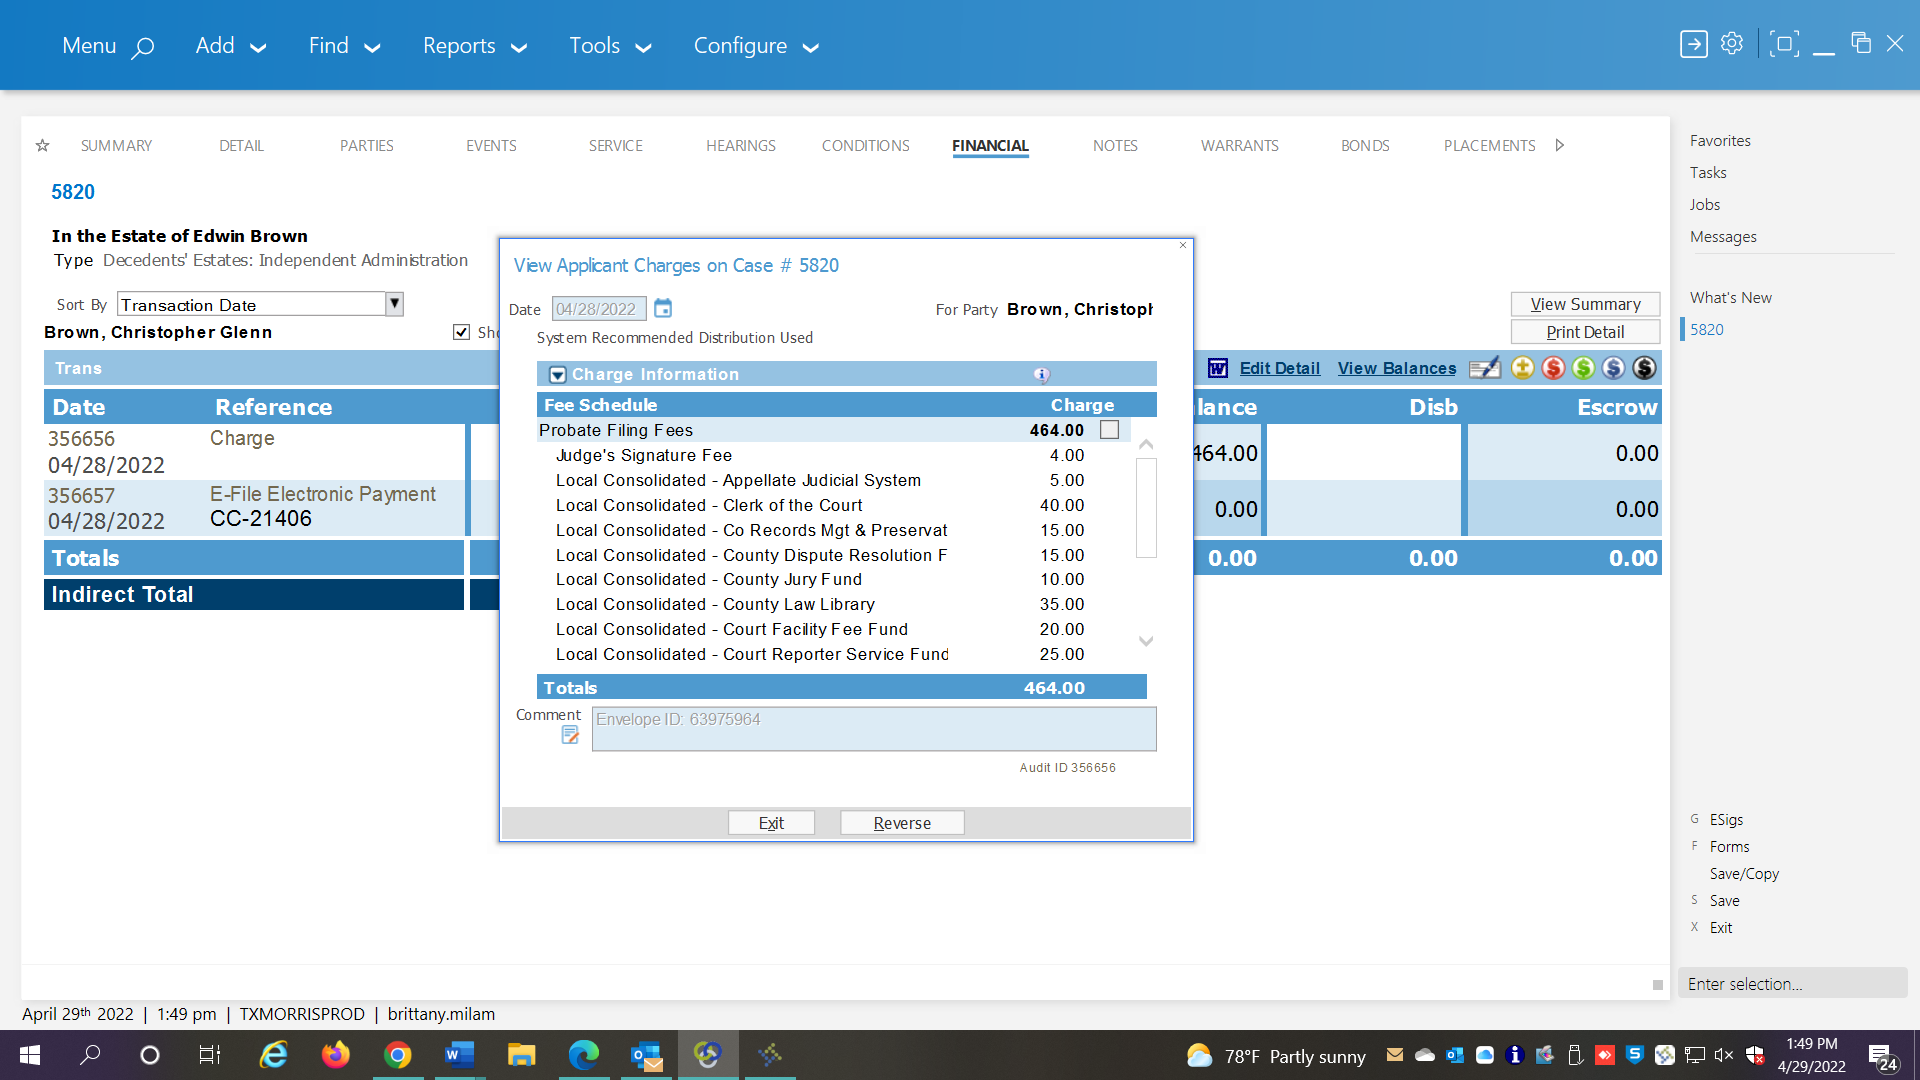 Menu Add Find Reports Tools Configure
SUMMARY DETAIL PARTIES EVENTS SERVICE HEARINGS CONDITIONS FINANCIAL NOTES WARRANTS BONDS PLACEMENTS
5820
In the Estate of Edwin Brown
Type Decedents' Estates: Independent Administration
Sort By Transaction Date
View Summary
Brown, Christopher Glenn
Print Detail
Trans
Edit Detail View Balances
Date Reference lance Disb Escrow
356656 Charge
04/28/2022 464.00 0.00
356657 E-File Electronic Payment
04/28/2022 CC-21406 0.00 0.00
Totals 0.00 0.00 0.00
Indirect Total
View Applicant Charges on Case # 5820
Date 04/28/2022 For Party Brown, Christoph
System Recommended Distribution Used
Charge Information
Fee Schedule Charge
Probate Filing Fees 464.00
Judge's Signature Fee 4.00
Local Consolidated - Appellate Judicial System 5.00
Local Consolidated - Clerk of the Court 40.00
Local Consolidated - Co Records Mgt & Preservat 15.00
Local Consolidated - County Dispute Resolution F 15.00
Local Consolidated - County Jury Fund 10.00
Local Consolidated - County Law Library 35.00
Local Consolidated - Court Facility Fee Fund 20.00
Local Consolidated - Court Reporter Service Fund 25.00
Totals 464.00
Comment Envelope ID: 63975964
Audit ID 356656
Exit Reverse
Favorites
Tasks
Jobs
Messages
What's New
5820
G ESigs
F Forms
Save/Copy
S Save
X Exit
Enter selection...
April 29th 2022 | 1:49 pm | TXMORRISPROD | brittany.milam
78°F Partly sunny
1:49 PM
4/29/2022
24